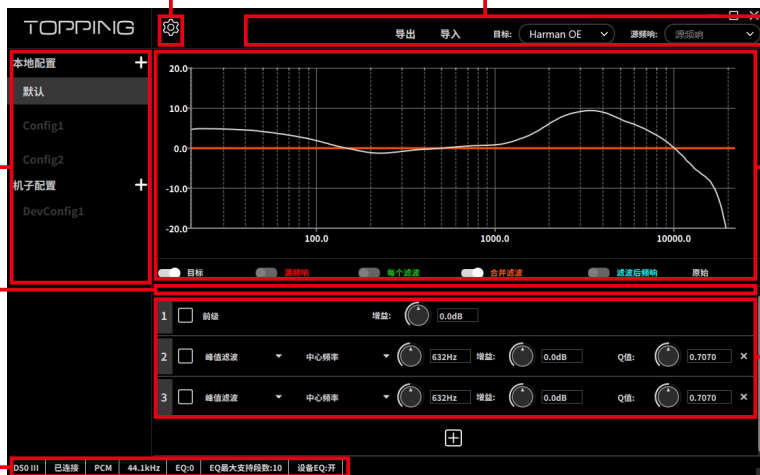 TOPPING
导出 导入 目标: Harman OE 源频响: 源频响
本地配置
默认
Config1
Config2
机子配置
DevConfig1
20.0
10.0
0.0
-10.0
-20.0
100.0 1000.0 10000.0
目标 源频响 每个滤波 合并滤波 滤波后频响 原始
1 前级 增益: 0.0dB
2 峰值滤波 中心频率 632Hz 增益: 0.0dB Q值: 0.7070
3 峰值滤波 中心频率 632Hz 增益: 0.0dB Q值: 0.7070
D50 III 已连接 PCM 44.1kHz EQ:0 EQ最大支持段数:10 设备EQ:开